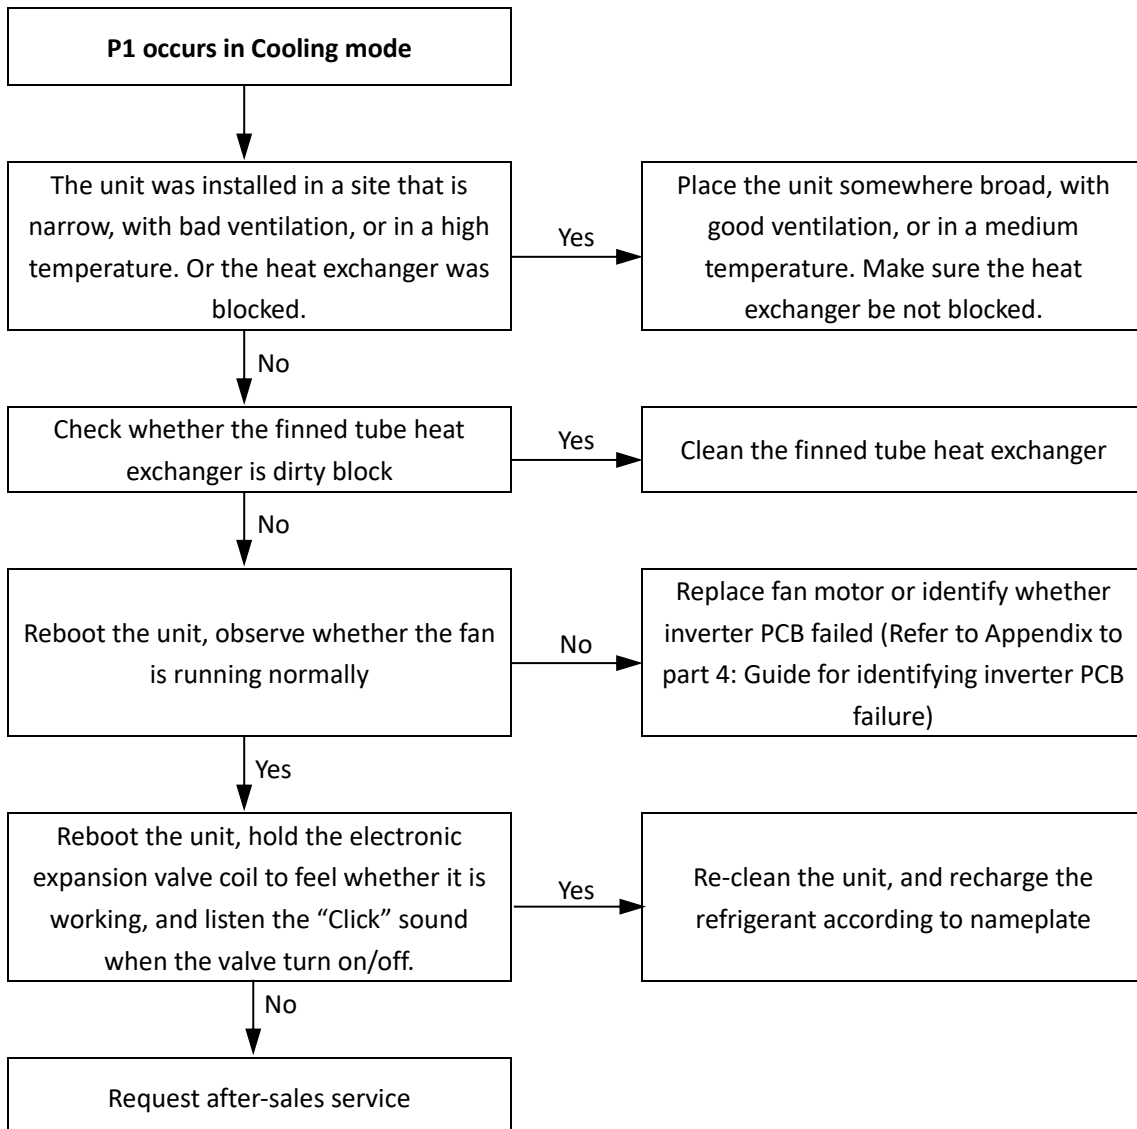 P1 occurs in Cooling mode
The unit was installed in a site that is
narrow, with bad ventilation, or in a high
temperature. Or the heat exchanger was
blocked.
Yes
Place the unit somewhere broad, with
good ventilation, or in a medium
temperature. Make sure the heat
exchanger be not blocked.
No
Check whether the finned tube heat
exchanger is dirty block
Yes
Clean the finned tube heat exchanger
No
Reboot the unit, observe whether the fan
is running normally
No
Replace fan motor or identify whether
inverter PCB failed (Refer to Appendix to
part 4: Guide for identifying inverter PCB
failure)
Yes
Reboot the unit, hold the electronic
expansion valve coil to feel whether it is
working, and listen the “Click” sound
when the valve turn on/off.
Yes
Re-clean the unit, and recharge the
refrigerant according to nameplate
No
Request after-sales service